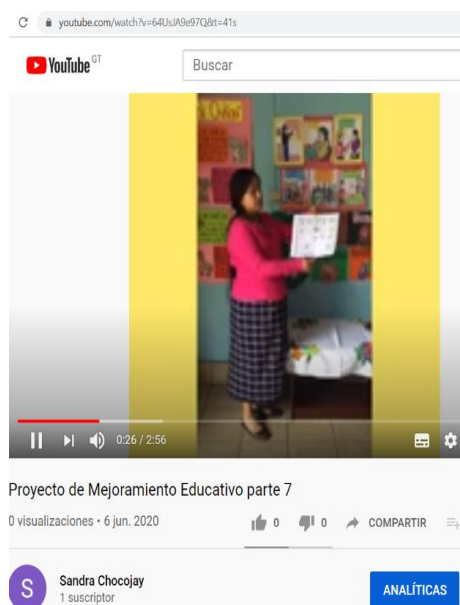 youtube.com/watch?v=64UsJA9e97Q&t=41s
YouTube GT
Buscar
0:26 / 2:56
Proyecto de Mejoramiento Educativo parte 7
0 visualizaciones • 6 jun. 2020
0
0
COMPARTIR
S
Sandra Chocojay
1 suscriptor
ANALÍTICAS